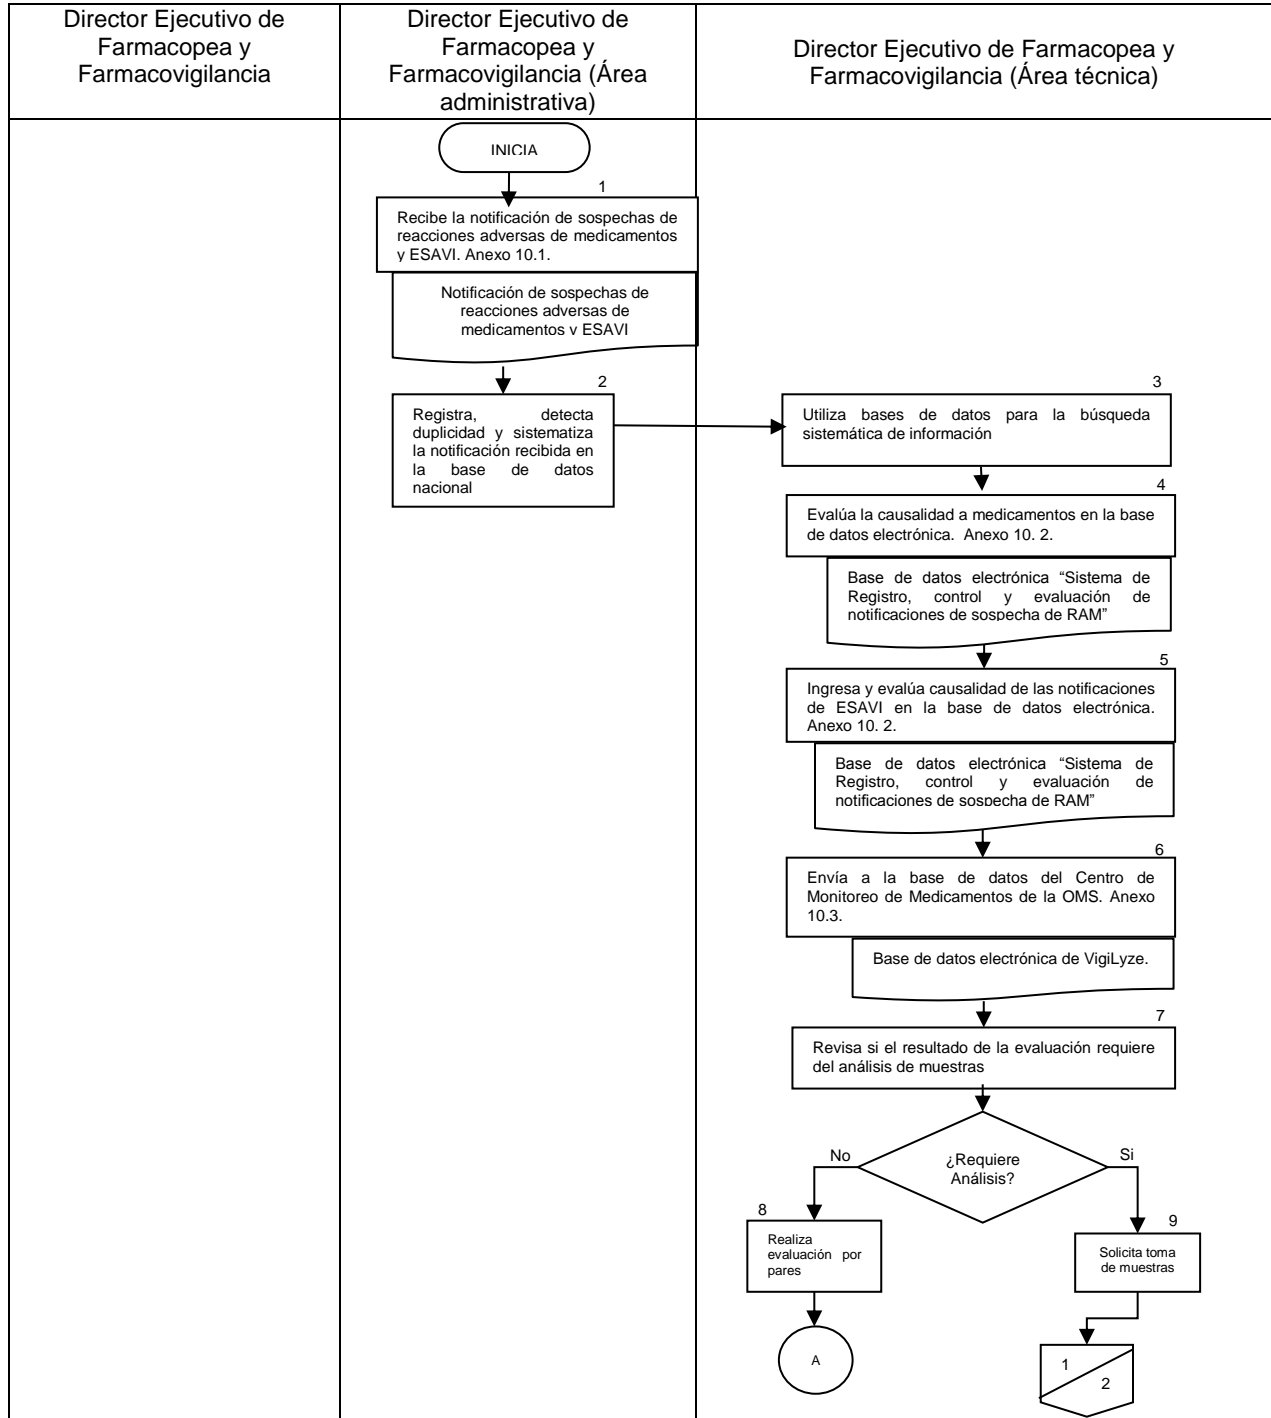 Director Ejecutivo de
Farmacopea y
Farmacovigilancia
Director Ejecutivo de
Farmacopea y
Farmacovigilancia (Área
administrativa)
Director Ejecutivo de Farmacopea y
Farmacovigilancia (Área técnica)
INICIA
1
Recibe la notificación de sospechas de
reacciones adversas de medicamentos
y ESAVI. Anexo 10.1.
Notificación de sospechas de
reacciones adversas de
medicamentos y ESAVI
2
Registra, detecta
duplicidad y sistematiza
la notificación recibida en
la base de datos
nacional
3
Utiliza bases de datos para la búsqueda
sistemática de información
4
Evalúa la causalidad a medicamentos en la base
de datos electrónica. Anexo 10. 2.
Base de datos electrónica “Sistema de
Registro, control y evaluación de
notificaciones de sospecha de RAM”
5
Ingresa y evalúa causalidad de las notificaciones
de ESAVI en la base de datos electrónica.
Anexo 10. 2.
Base de datos electrónica “Sistema de
Registro, control y evaluación de
notificaciones de sospecha de RAM”
6
Envía a la base de datos del Centro de
Monitoreo de Medicamentos de la OMS. Anexo
10.3.
Base de datos electrónica de VigiLyze.
7
Revisa si el resultado de la evaluación requiere
del análisis de muestras
No
¿Requiere
Análisis?
Si
8
Realiza
evaluación por
pares
9
Solicita toma
de muestras
A
1
2